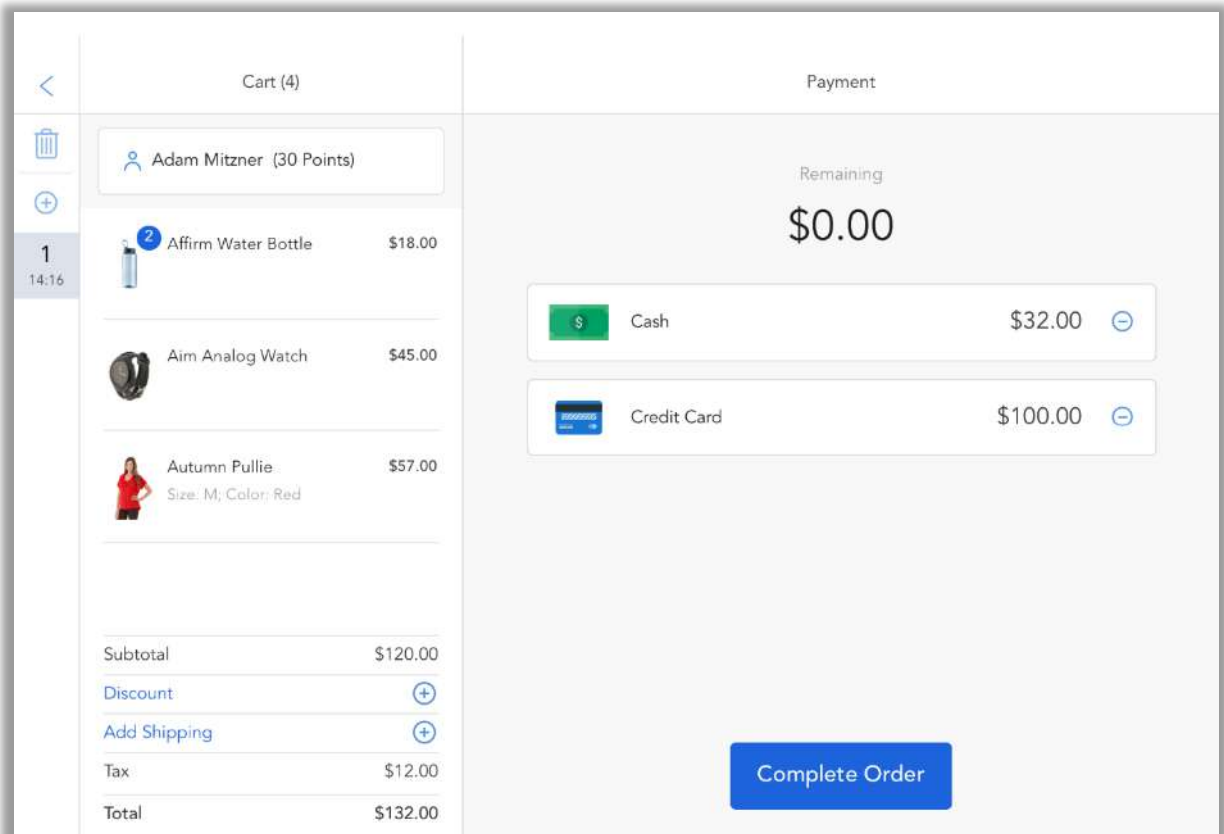 Cart (4)
Payment
Adam Mitzner (30 Points)
1
14:16
2
Affirm Water Bottle $18.00
Aim Analog Watch $45.00
Autumn Pullie $57.00
Size: M; Color: Red
Subtotal $120.00
Discount
Add Shipping
Tax $12.00
Total $132.00
Remaining
$0.00
$
Cash $32.00
Credit Card $100.00
Complete Order